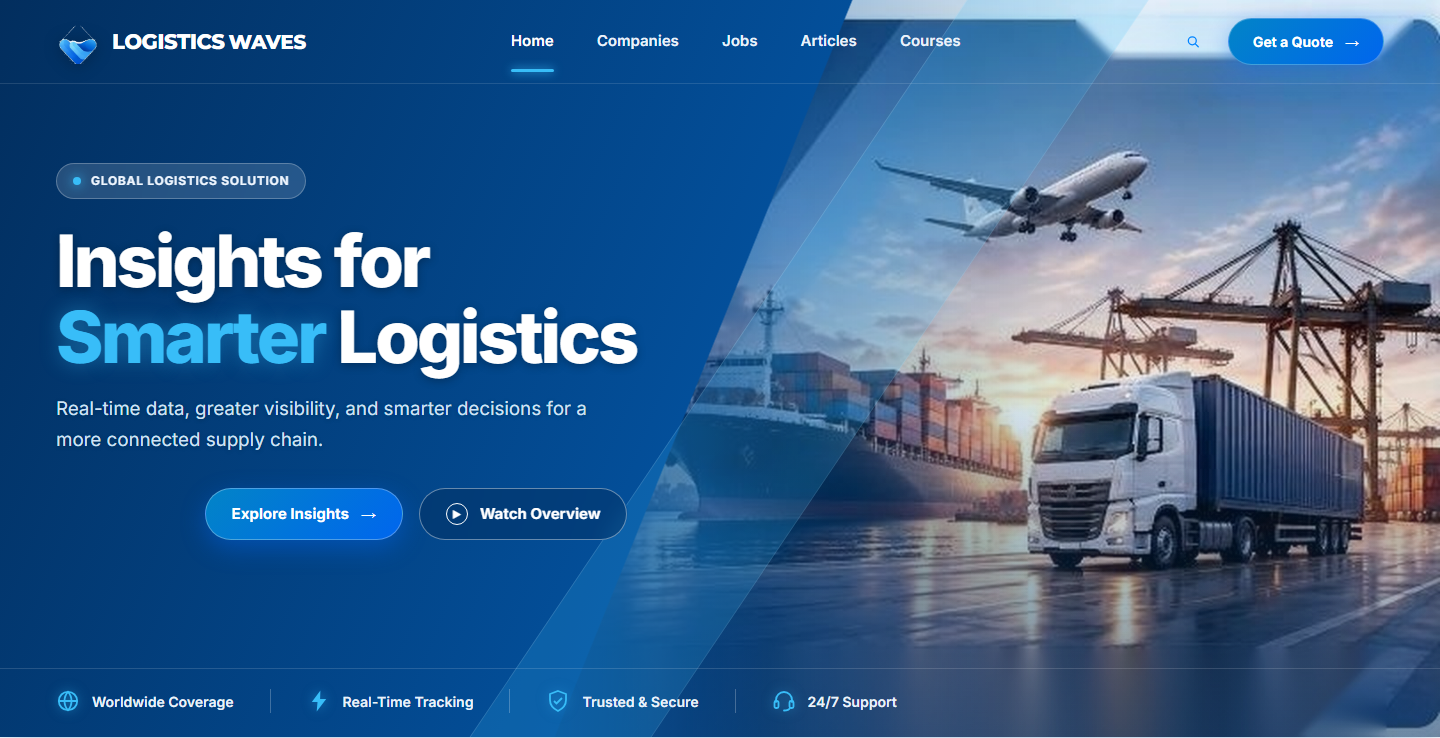 LOGISTICS WAVES
Home
Companies
Jobs
Articles
Courses
Get a Quote →
GLOBAL LOGISTICS SOLUTION
Insights for
Smarter Logistics
Real-time data, greater visibility, and smarter decisions for a
more connected supply chain.
Explore Insights →
Watch Overview
Worldwide Coverage
Real-Time Tracking
Trusted & Secure
24/7 Support